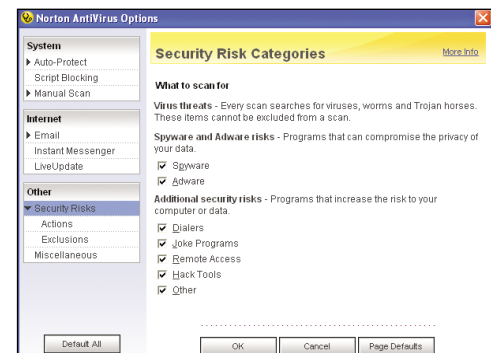 Norton AntiVirus Options
System
Auto-Protect
Script Blocking
Manual Scan
Internet
Email
Instant Messenger
LiveUpdate
Other
Security Risks
Actions
Exclusions
Miscellaneous
Default All
Security Risk Categories
More Info
What to scan for
Virus threats - Every scan searches for viruses, worms and Trojan horses.
These items cannot be excluded from a scan.
Spyware and Adware risks - Programs that can compromise the privacy of
your data.
Spyware
Adware
Additional security risks - Programs that increase the risk to your
computer or data.
Dialers
Joke Programs
Remote Access
Hack Tools
Other
OK
Cancel
Page Defaults